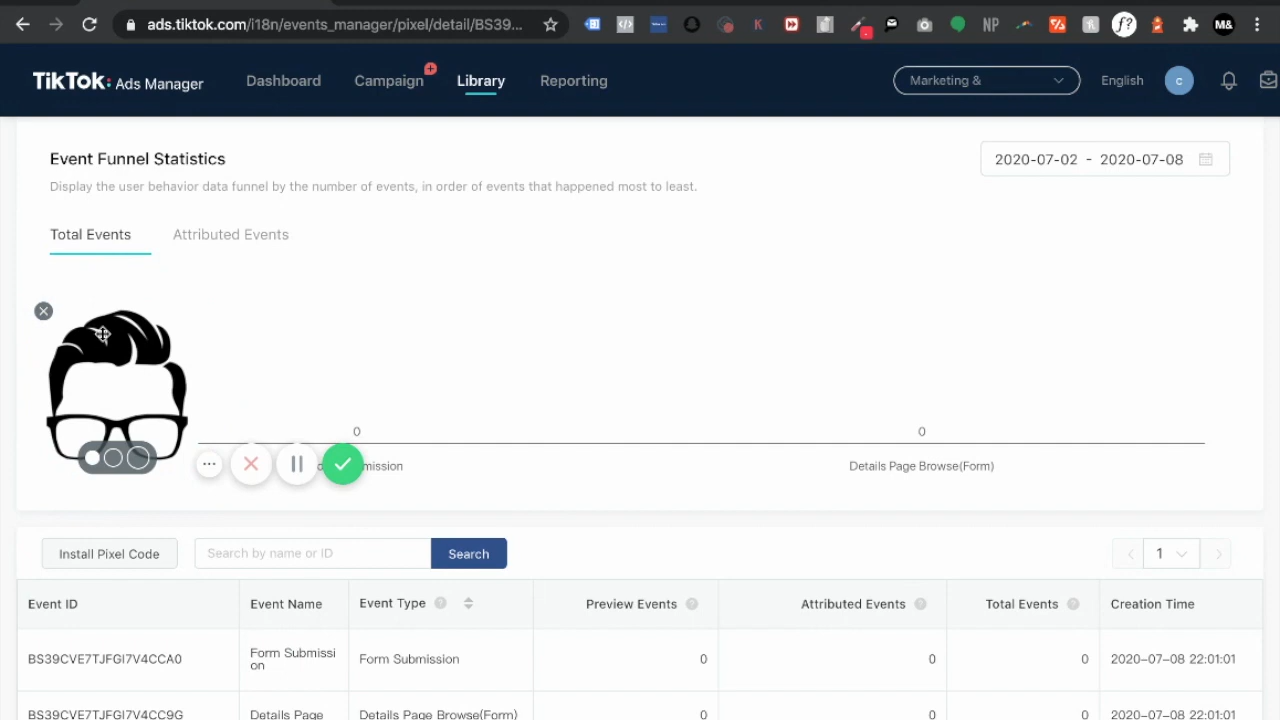 ads.tiktok.com/i18n/events_manager/pixel/detail/BS39...
K
NP
f?
M&
TikTok: Ads Manager
Dashboard
Campaign
Library
Reporting
Marketing &
English
c
Event Funnel Statistics
2020-07-02 - 2020-07-08
Display the user behavior data funnel by the number of events, in order of events that happened most to least.
Total Events
Attributed Events
0
0
mission
Details Page Browse(Form)
Install Pixel Code
Search by name or ID
Search
1
Event ID
Event Name
Event Type
Preview Events
Attributed Events
Total Events
Creation Time
BS39CVE7TJFGI7V4CCA0
Form Submissi
on
Form Submission
0
0
0
2020-07-08 22:01:01
BS39CVE7TJFGI7V4CC9G
Details Page
Details Page Browse(Form)
0
0
0
2020-07-08 22:01:01